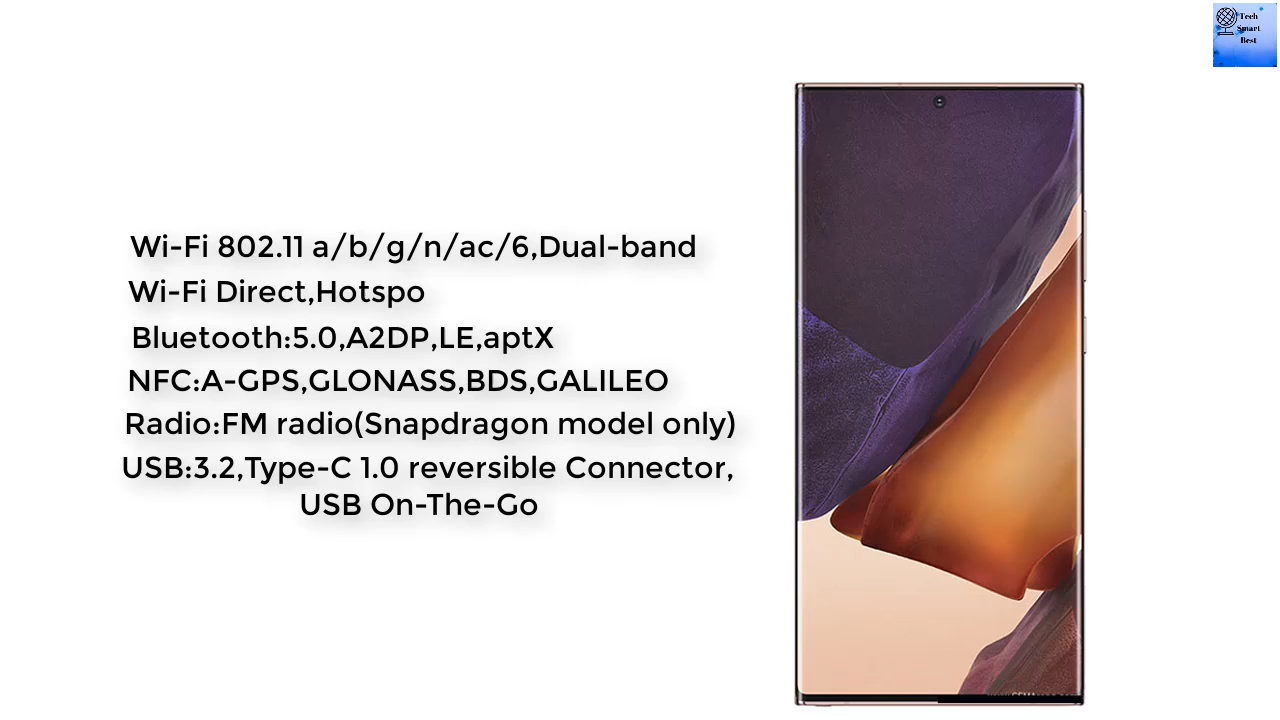 Tech
Smart
Best
Wi-Fi 802.11 a/b/g/n/ac/6,Dual-band
Wi-Fi Direct,Hotspo
Bluetooth:5.0,A2DP,LE,aptX
NFC:A-GPS,GLONASS,BDS,GALILEO
Radio:FM radio(Snapdragon model only)
USB:3.2,Type-C 1.0 reversible Connector,
USB On-The-Go